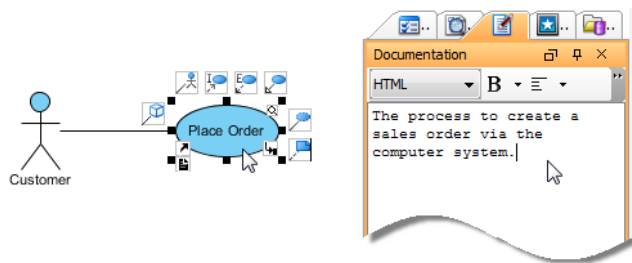 Place Order
Customer
Documentation
HTML
B
The process to create a
sales order via the
computer system.